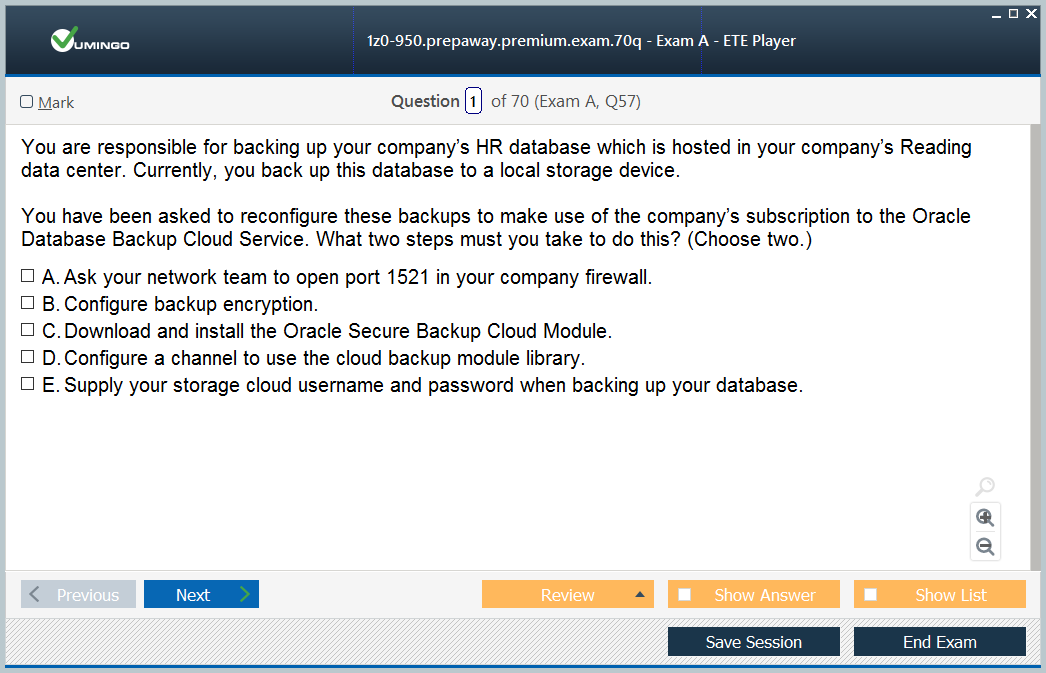 VUMINGO
1z0-950.prepaway.premium.exam.70q - Exam A - ETE Player
Mark
Question 1 of 70 (Exam A, Q57)
You are responsible for backing up your company's HR database which is hosted in your company's Reading
data center. Currently, you back up this database to a local storage device.
You have been asked to reconfigure these backups to make use of the company's subscription to the Oracle
Database Backup Cloud Service. What two steps must you take to do this? (Choose two.)
A. Ask your network team to open port 1521 in your company firewall.
B. Configure backup encryption.
C. Download and install the Oracle Secure Backup Cloud Module.
D. Configure a channel to use the cloud backup module library.
E. Supply your storage cloud username and password when backing up your database.
Previous
Next
Review
Show Answer
Show List
Save Session
End Exam